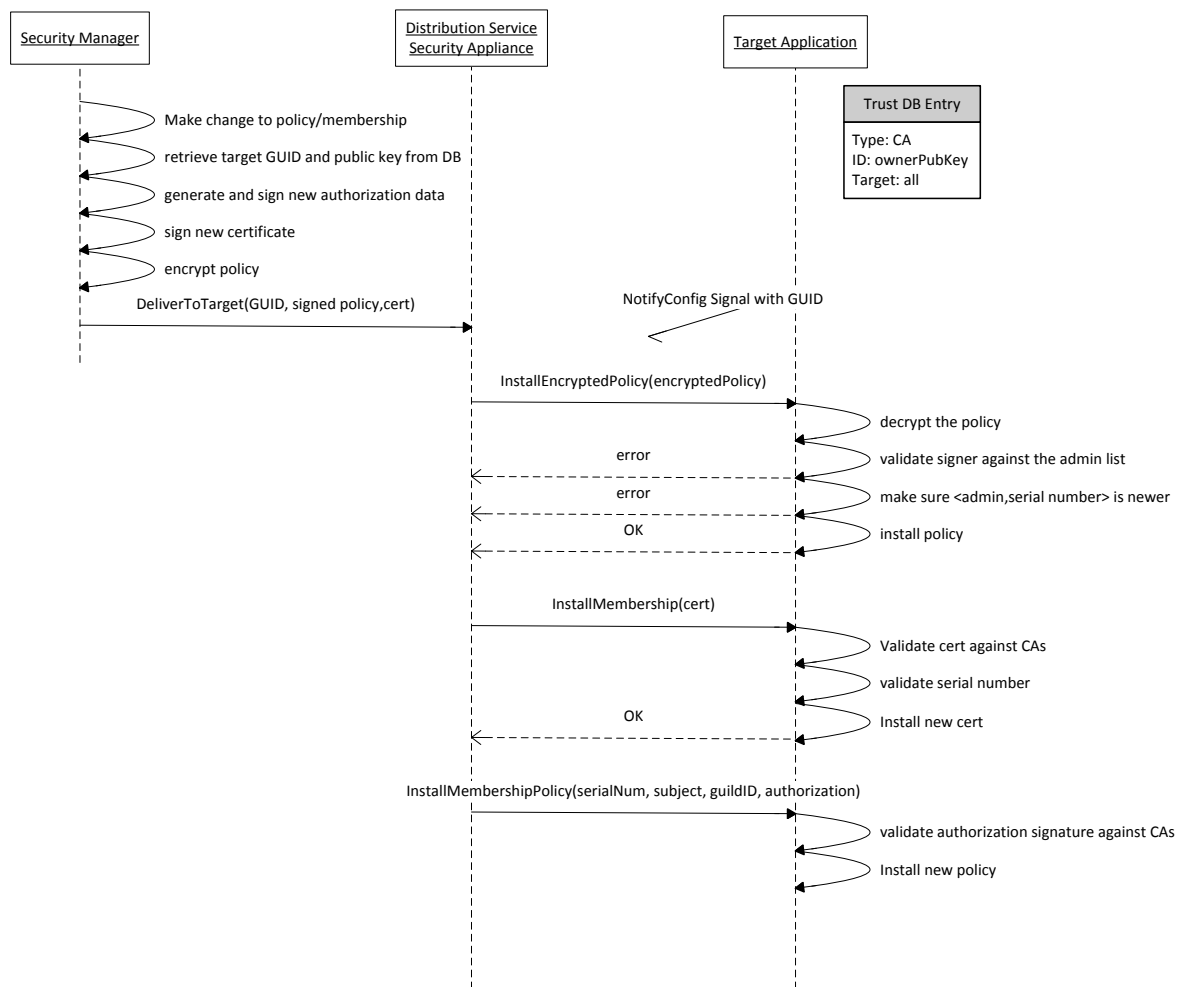 Security Manager
Distribution Service
Security Appliance
Target Application
Trust DB Entry
Type: CA
ID: ownerPubKey
Target: all
Make change to policy/membership
retrieve target GUID and public key from DB
generate and sign new authorization data
sign new certificate
encrypt policy
DeliverToTarget(GUID, signed policy,cert)
NotifyConfig Signal with GUID
InstallEncryptedPolicy(encryptedPolicy)
decrypt the policy
error
validate signer against the admin list
error
make sure <admin,serial number> is newer
OK
install policy
InstallMembership(cert)
Validate cert against CAs
validate serial number
OK
Install new cert
InstallMembershipPolicy(serialNum, subject, guildID, authorization)
validate authorization signature against CAs
Install new policy